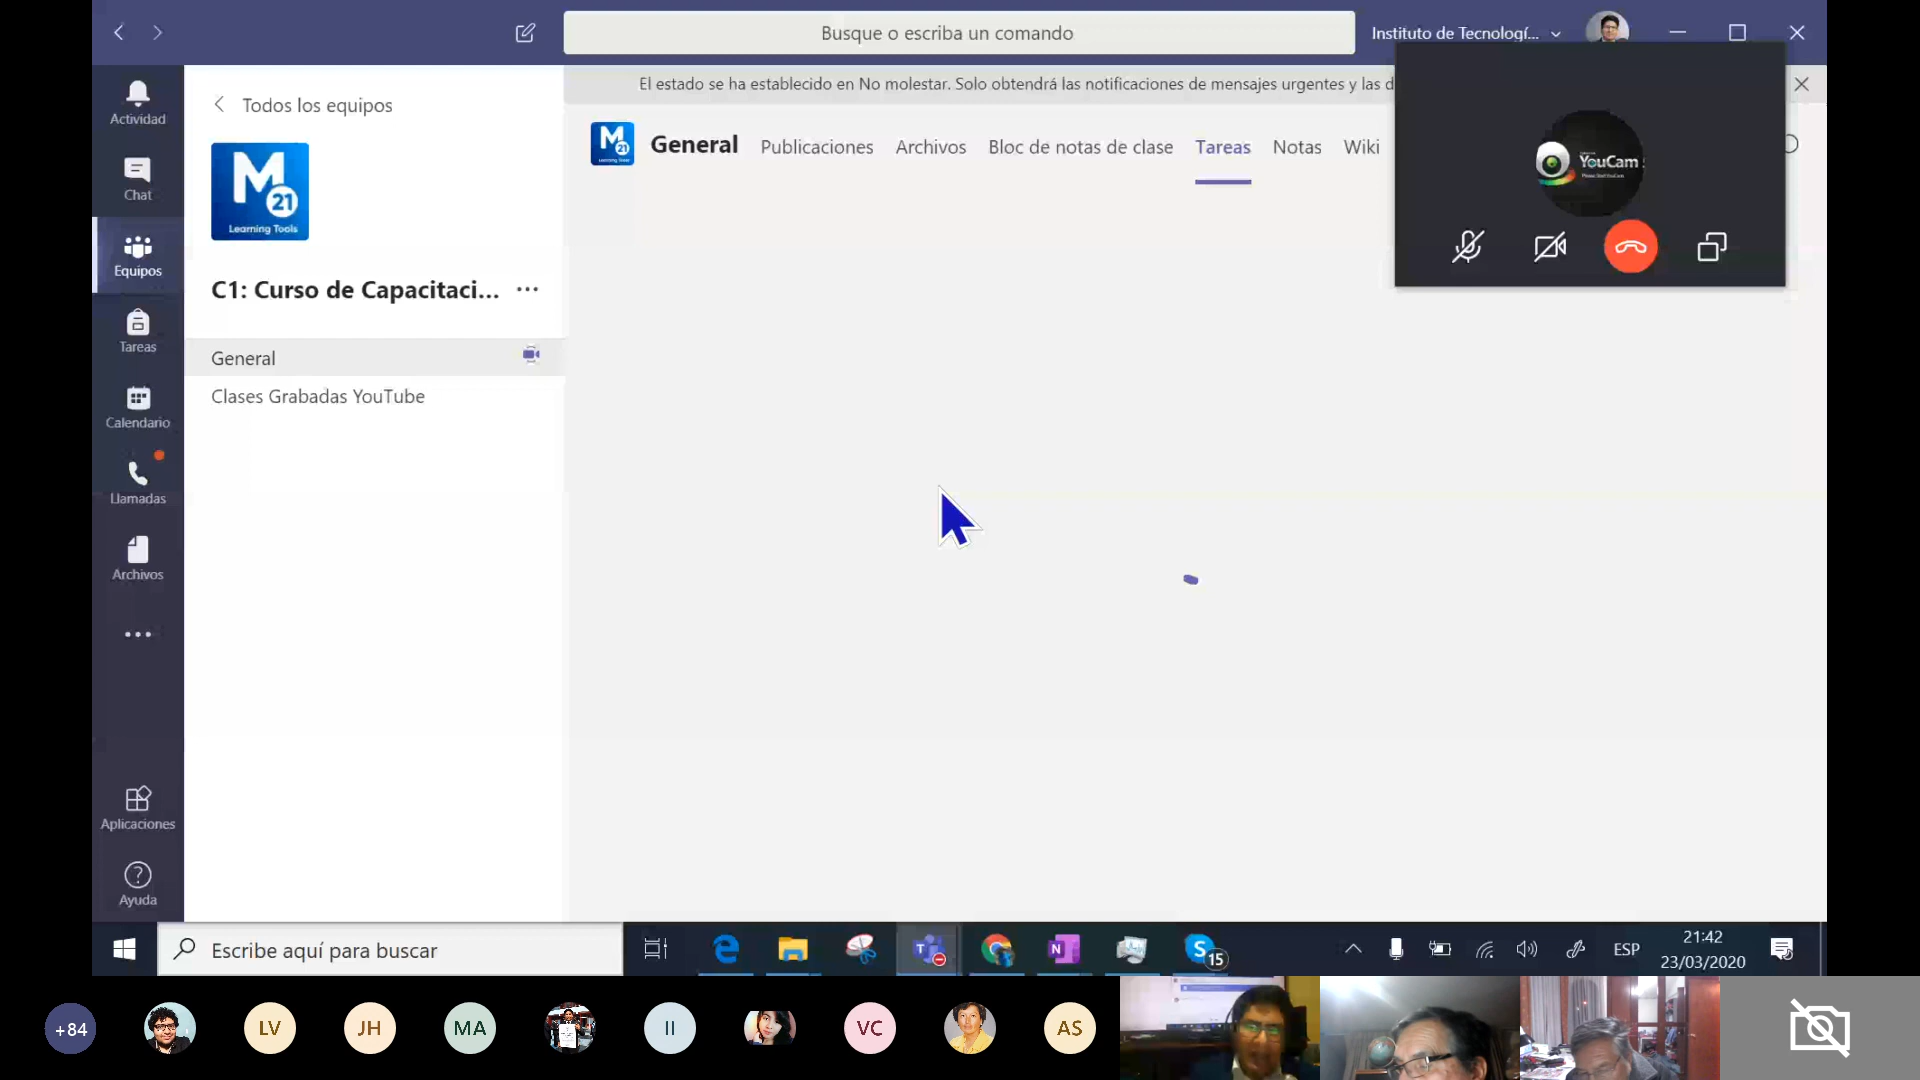 Busque o escriba un comando
Instituto de Tecnologí...
El estado se ha establecido en No molestar. Solo obtendrá las notificaciones de mensajes urgentes y las d
Actividad
Chat
Equipos
Tareas
Calendario
Llamadas
Archivos
Aplicaciones
Ayuda
Todos los equipos
M
21
Learning Tools
C1: Curso de Capacitaci...
General
Clases Grabadas YouTube
M
21
General
Publicaciones
Archivos
Bloc de notas de clase
Tareas
Notas
Wiki
YouCam
Escribe aquí para buscar
15
ESP
21:42
23/03/2020
+84
LV
JH
MA
II
VC
AS